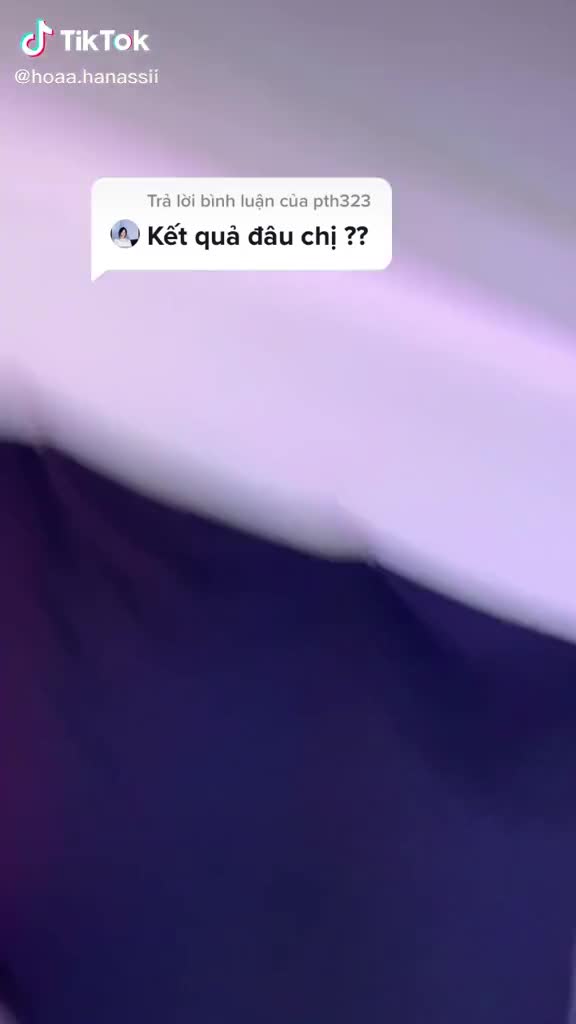 TikTok
@hoaa.hanassii
Trả lời bình luận của pth323
Kết quả đâu chị ??